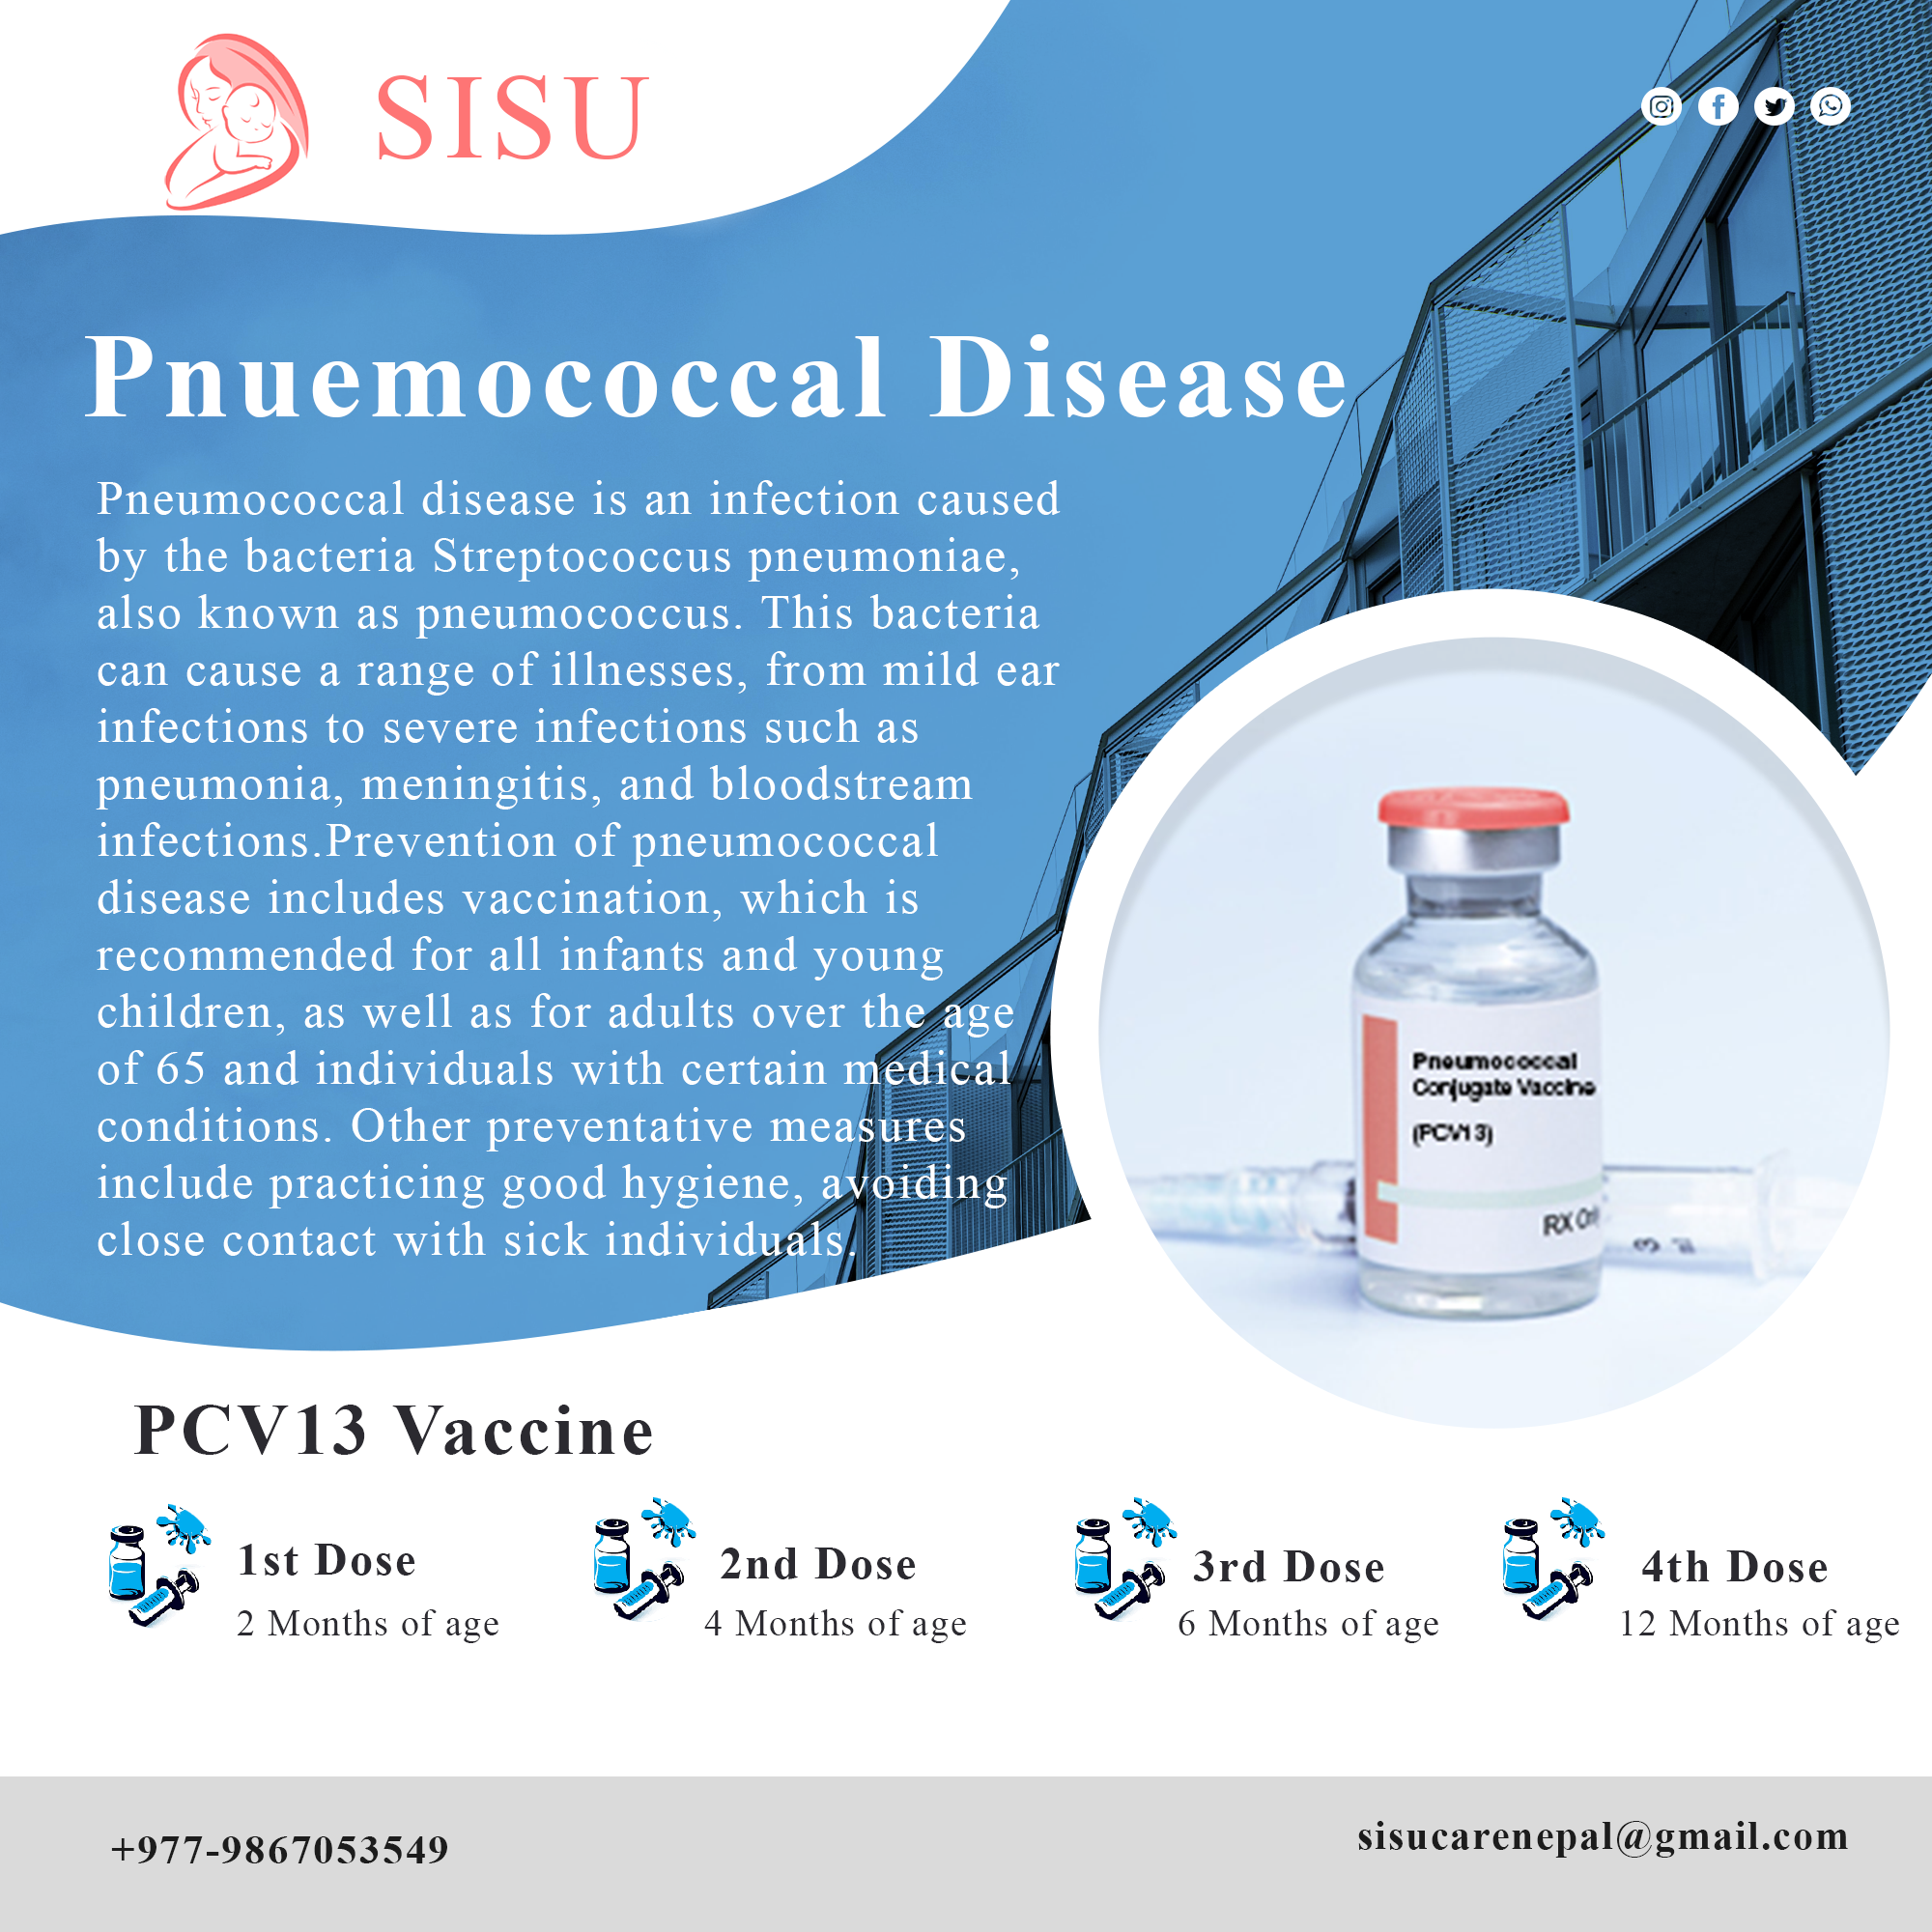 SISU
Pnuemococcal Disease
Pneumococcal disease is an infection caused
by the bacteria Streptococcus pneumoniae,
also known as pneumococcus. This bacteria
can cause a range of illnesses, from mild ear
infections to severe infections such as
pneumonia, meningitis, and bloodstream
infections.Prevention of pneumococcal
disease includes vaccination, which is
recommended for all infants and young
children, as well as for adults over the age
of 65 and individuals with certain medical
conditions. Other preventative measures
include practicing good hygiene, avoiding
close contact with sick individuals.
Pneumococcal
Conjugate Vaccine
(PCV13)
RX
3
PCV13 Vaccine
1st Dose
2 Months of age
2nd Dose
4 Months of age
3rd Dose
6 Months of age
4th Dose
12 Months of age
+977-9867053549
sisucarenepal@gmail.com